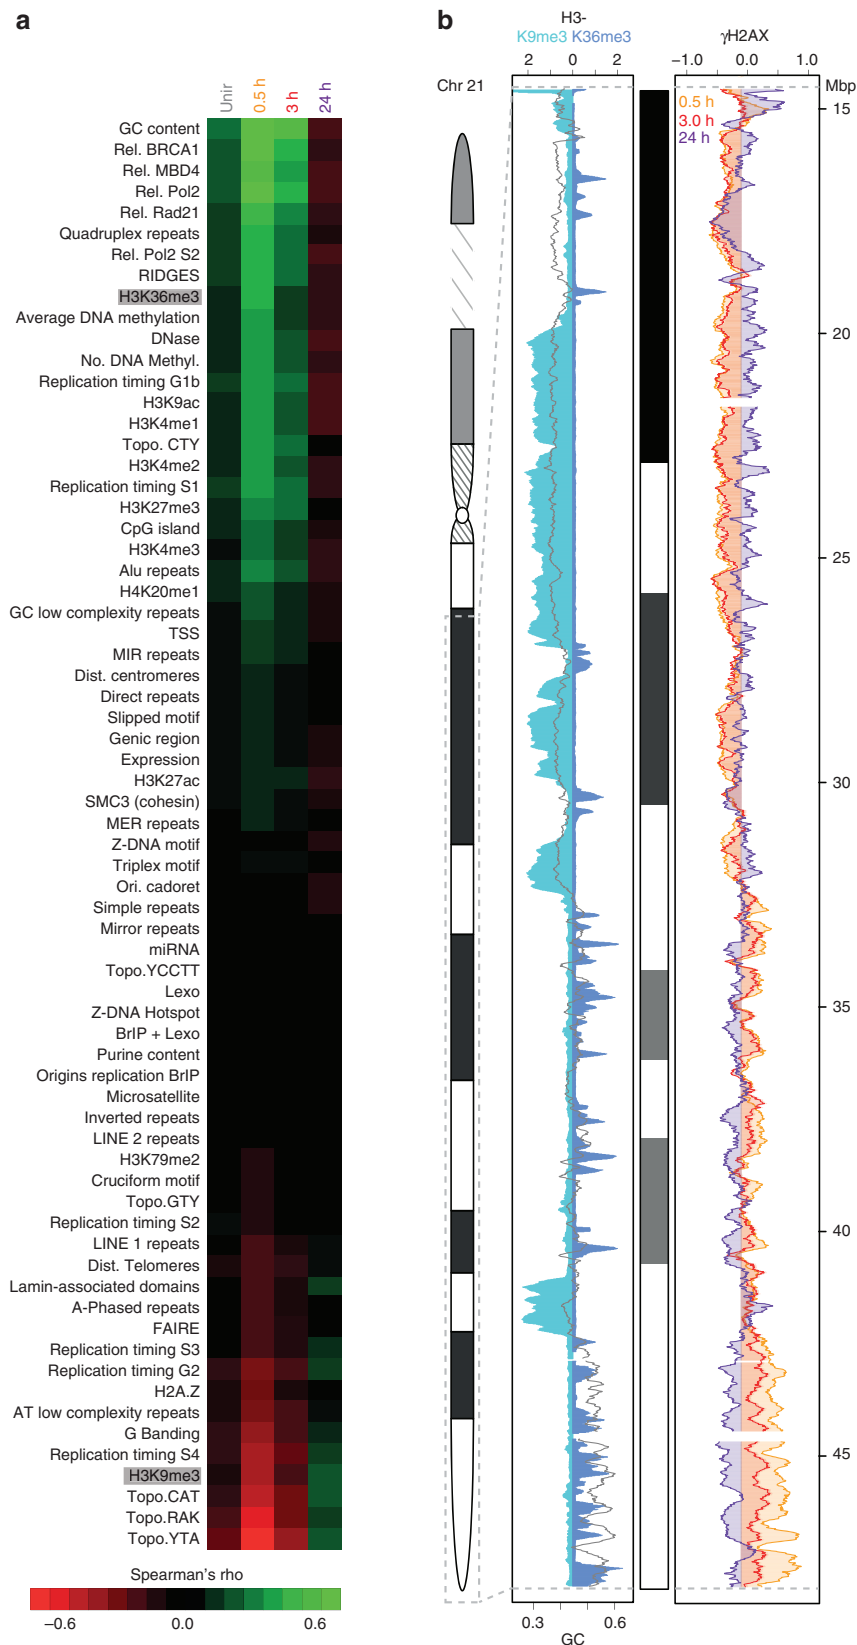 a
Unir
0.5 h
3 h
24 h
GC content
Rel. BRCA1
Rel. MBD4
Rel. Pol2
Rel. Rad21
Quadruplex repeats
Rel. Pol2 S2
RIDGES
H3K36me3
Average DNA methylation
DNase
No. DNA Methyl.
Replication timing G1b
H3K9ac
H3K4me1
Topo. CTY
H3K4me2
Replication timing S1
H3K27me3
CpG island
H3K4me3
Alu repeats
H4K20me1
GC low complexity repeats
TSS
MIR repeats
Dist. centromeres
Direct repeats
Slipped motif
Genic region
Expression
H3K27ac
SMC3 (cohesin)
MER repeats
Z-DNA motif
Triplex motif
Ori. cadoret
Simple repeats
Mirror repeats
miRNA
Topo.YCCTT
Lexo
Z-DNA Hotspot
BrIP + Lexo
Purine content
Origins replication BrIP
Microsatellite
Inverted repeats
LINE 2 repeats
H3K79me2
Cruciform motif
Topo.GTY
Replication timing S2
LINE 1 repeats
Dist. Telomeres
Lamin-associated domains
A-Phased repeats
FAIRE
Replication timing S3
Replication timing G2
H2A.Z
AT low complexity repeats
G Banding
Replication timing S4
H3K9me3
Topo.CAT
Topo.RAK
Topo.YTA
Spearman's rho
−0.6 0.0 0.6
b
H3-
K9me3 K36me3
2 0 2
γH2AX
−1.0 0.0 1.0
Chr 21
Mbp
0.5 h
3.0 h
24 h
15
20
25
30
35
40
45
0.3 0.6
GC